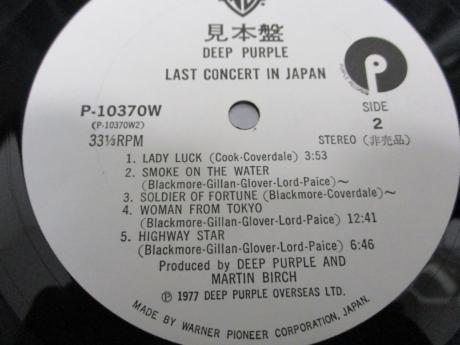 見本盤
DEEP PURPLE
LAST CONCERT IN JAPAN
P-10370W
(P-10370W2)
33⅓RPM
SIDE
2
STEREO (非売品)
1. LADY LUCK (Cook-Coverdale) 3:53
2. SMOKE ON THE WATER
(Blackmore-Gillan-Glover-Lord-Paice)~
3. SOLDIER OF FORTUNE (Blackmore-Coverdale)~
4. WOMAN FROM TOKYO
(Blackmore-Gillan-Glover-Lord-Paice) 12:41
5. HIGHWAY STAR
(Blackmore-Gillan-Glover-Lord-Paice) 6:46
Produced by DEEP PURPLE AND
MARTIN BIRCH
Ⓟ 1977 DEEP PURPLE OVERSEAS LTD.
MADE BY WARNER PIONEER CORPORATION, JAPAN.